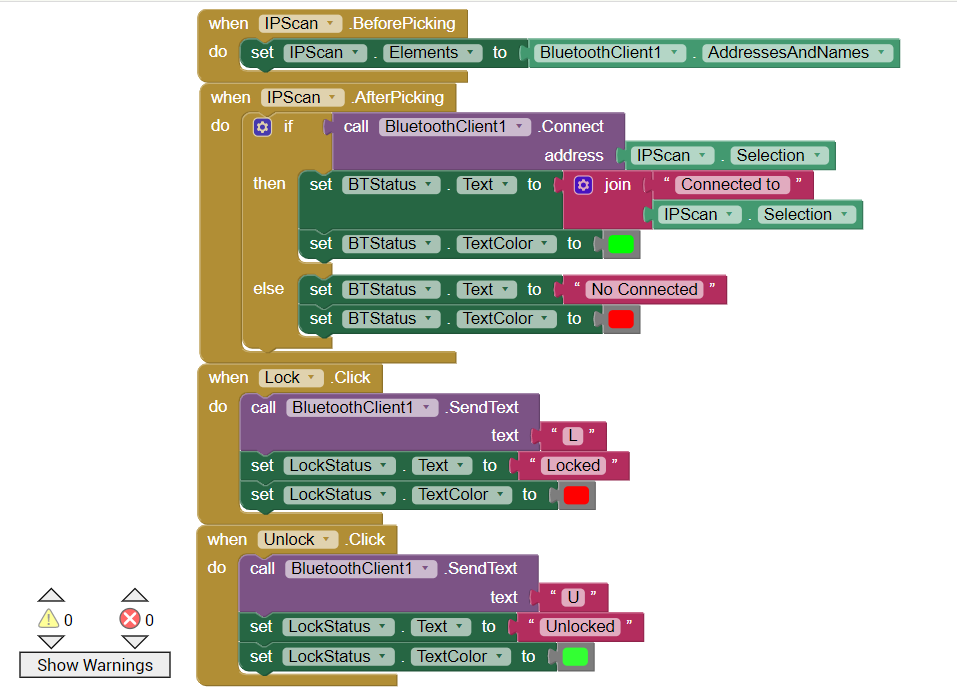 when IPScan .BeforePicking
do set IPScan . Elements to BluetoothClient1 . AddressesAndNames
when IPScan .AfterPicking
do if call BluetoothClient1 .Connect
address IPScan . Selection
then set BTStatus . Text to join “ Connected to ”
IPScan . Selection
set BTStatus . TextColor to
else set BTStatus . Text to “ No Connected ”
set BTStatus . TextColor to
when Lock .Click
do call BluetoothClient1 .SendText
text “ L ”
set LockStatus . Text to “ Locked ”
set LockStatus . TextColor to
when Unlock .Click
do call BluetoothClient1 .SendText
text “ U ”
set LockStatus . Text to “ Unlocked ”
set LockStatus . TextColor to
0 0
Show Warnings